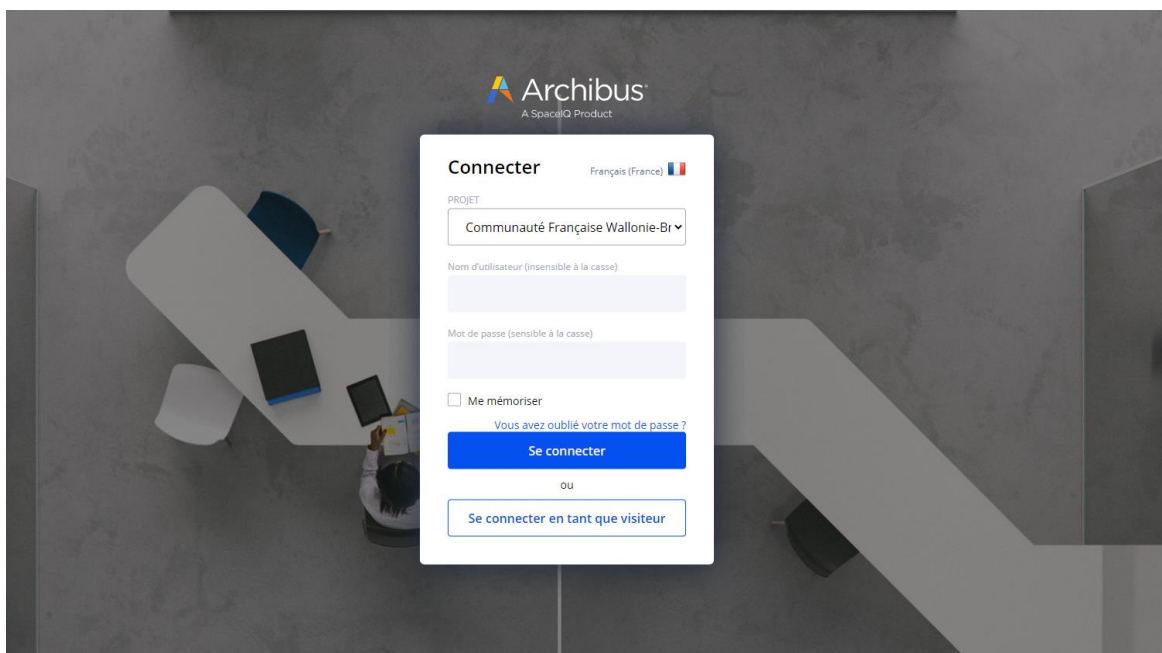 Archibus®
A SpaceIQ Product
Connecter
Français (France)
PROJET
Communauté Française Wallonie-Br
Nom d'utilisateur (insensible à la casse)
Mot de passe (sensible à la casse)
Me mémoriser
Vous avez oublié votre mot de passe ?
Se connecter
ou
Se connecter en tant que visiteur